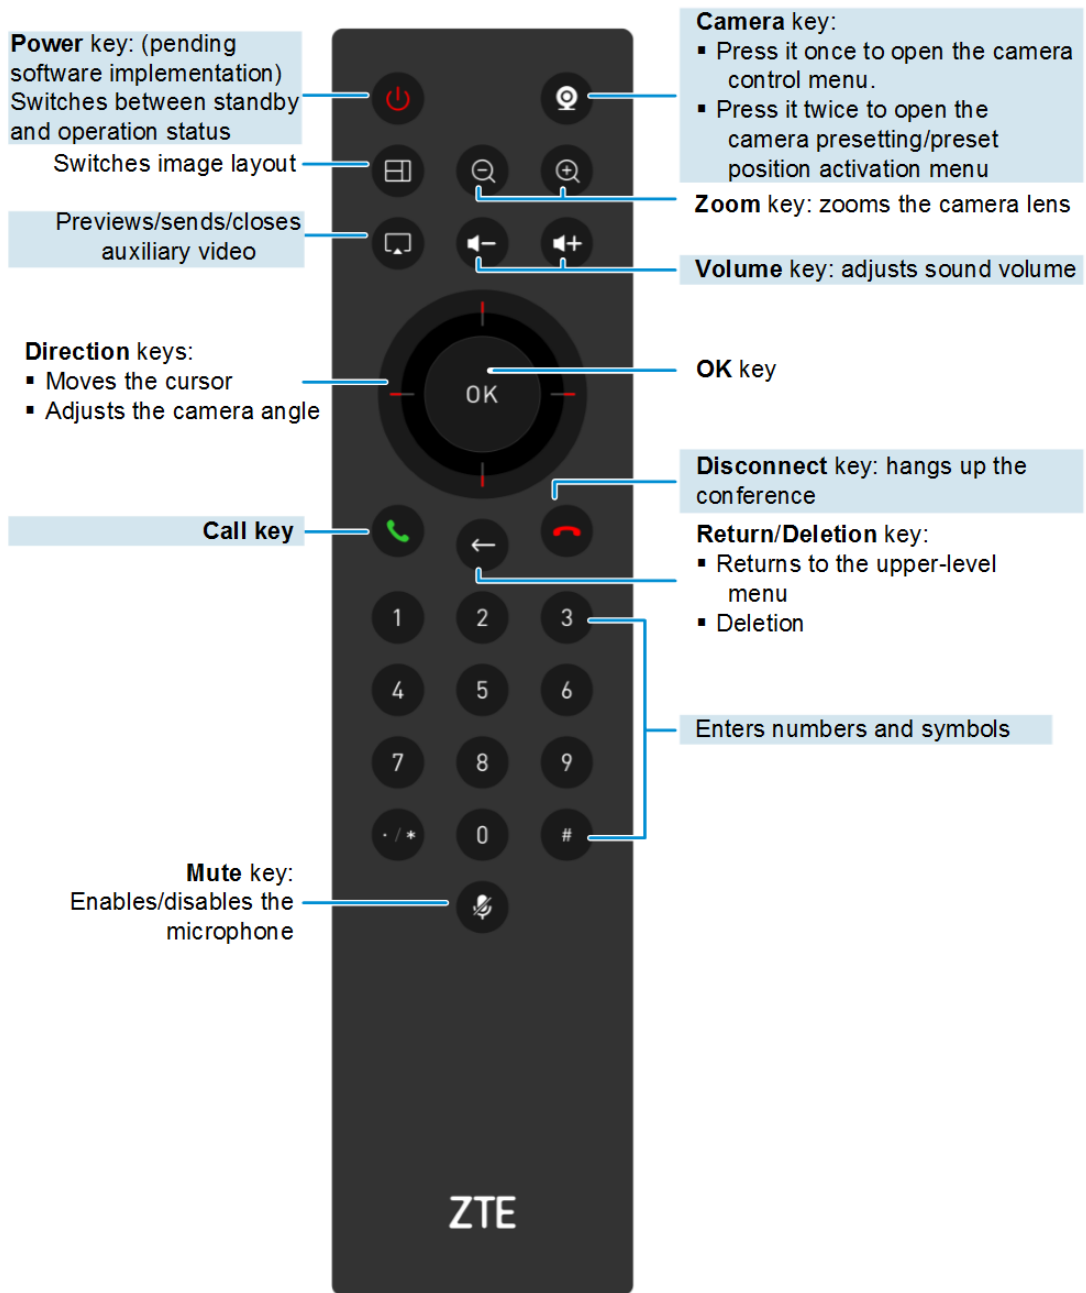 Power key: (pending
software implementation)
Switches between standby
and operation status
Switches image layout
Previews/sends/closes
auxiliary video
Direction keys:
▪ Moves the cursor
▪ Adjusts the camera angle
Call key
Mute key:
Enables/disables the
microphone
OK
1
2
3
4
5
6
7
8
9
·/*
0
#
ZTE
Camera key:
▪ Press it once to open the camera
control menu.
▪ Press it twice to open the
camera presetting/preset
position activation menu
Zoom key: zooms the camera lens
Volume key: adjusts sound volume
OK key
Disconnect key: hangs up the
conference
Return/Deletion key:
▪ Returns to the upper-level
menu
▪ Deletion
Enters numbers and symbols